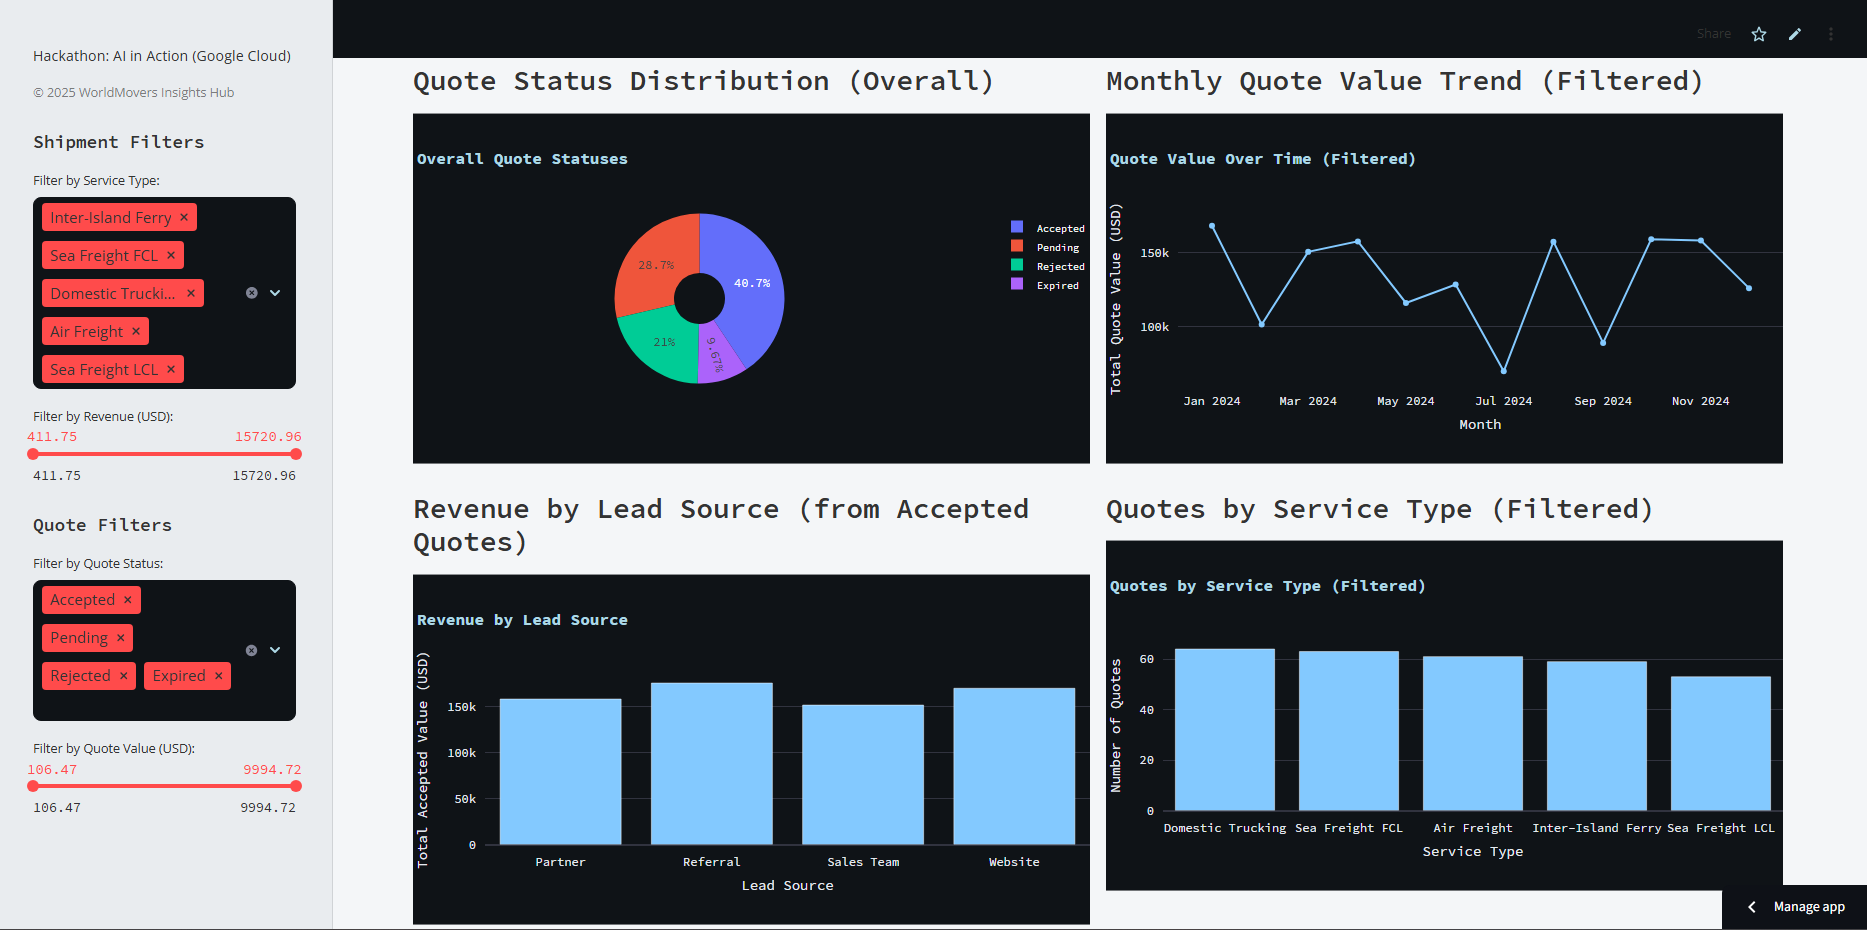 Hackathon: AI in Action (Google Cloud)
© 2025 WorldMovers Insights Hub
Shipment Filters
Filter by Service Type:
Inter-Island Ferry
Sea Freight FCL
Domestic Trucki...
Air Freight
Sea Freight LCL
Filter by Revenue (USD):
411.75 15720.96
411.75 15720.96
Quote Filters
Filter by Quote Status:
Accepted
Pending
Rejected Expired
Filter by Quote Value (USD):
106.47 9994.72
106.47 9994.72
Share
Quote Status Distribution (Overall)
Overall Quote Statuses
28.7%
40.7%
21%
9.67%
Accepted
Pending
Rejected
Expired
Monthly Quote Value Trend (Filtered)
Quote Value Over Time (Filtered)
Total Quote Value (USD)
150k
100k
Jan 2024 Mar 2024 May 2024 Jul 2024 Sep 2024 Nov 2024
Month
Revenue by Lead Source (from Accepted
Quotes)
Revenue by Lead Source
Total Accepted Value (USD)
150k
100k
50k
0
Partner Referral Sales Team Website
Lead Source
Quotes by Service Type (Filtered)
Quotes by Service Type (Filtered)
Number of Quotes
60
40
20
0
Domestic Trucking Sea Freight FCL Air Freight Inter-Island Ferry Sea Freight LCL
Service Type
Manage app